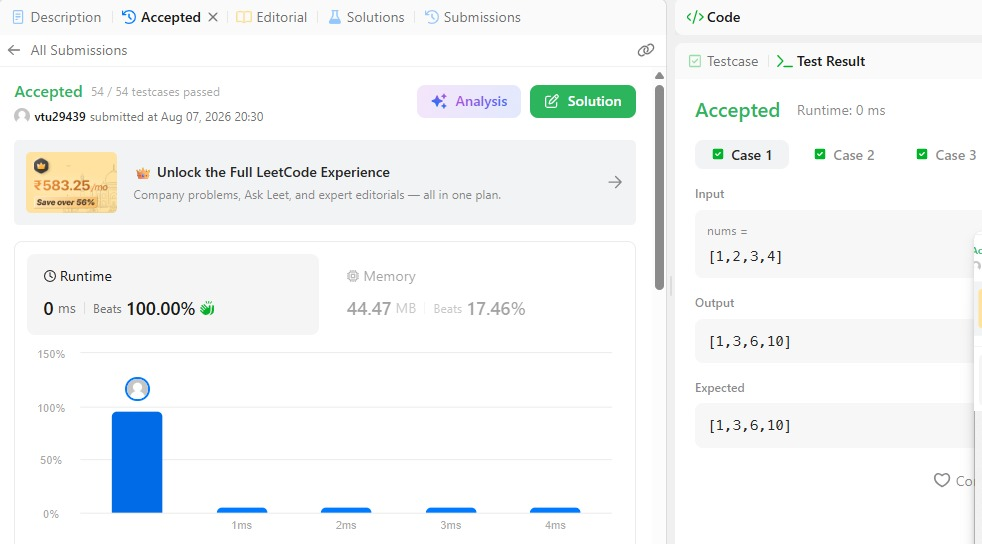 Description
Accepted
Editorial
Solutions
Submissions
All Submissions
Accepted 54 / 54 testcases passed
vtu29439 submitted at Aug 07, 2026 20:30
Analysis
Solution
₹583.25/mo
Save over 56%
Unlock the Full LeetCode Experience
Company problems, Ask Leet, and expert editorials — all in one plan.
Runtime
0 ms Beats 100.00%
Memory
44.47 MB Beats 17.46%
150%
100%
50%
0%
1ms 2ms 3ms 4ms
</> Code
Testcase
Test Result
Accepted Runtime: 0 ms
Case 1 Case 2 Case 3
Input
nums =
[1,2,3,4]
Output
[1,3,6,10]
Expected
[1,3,6,10]